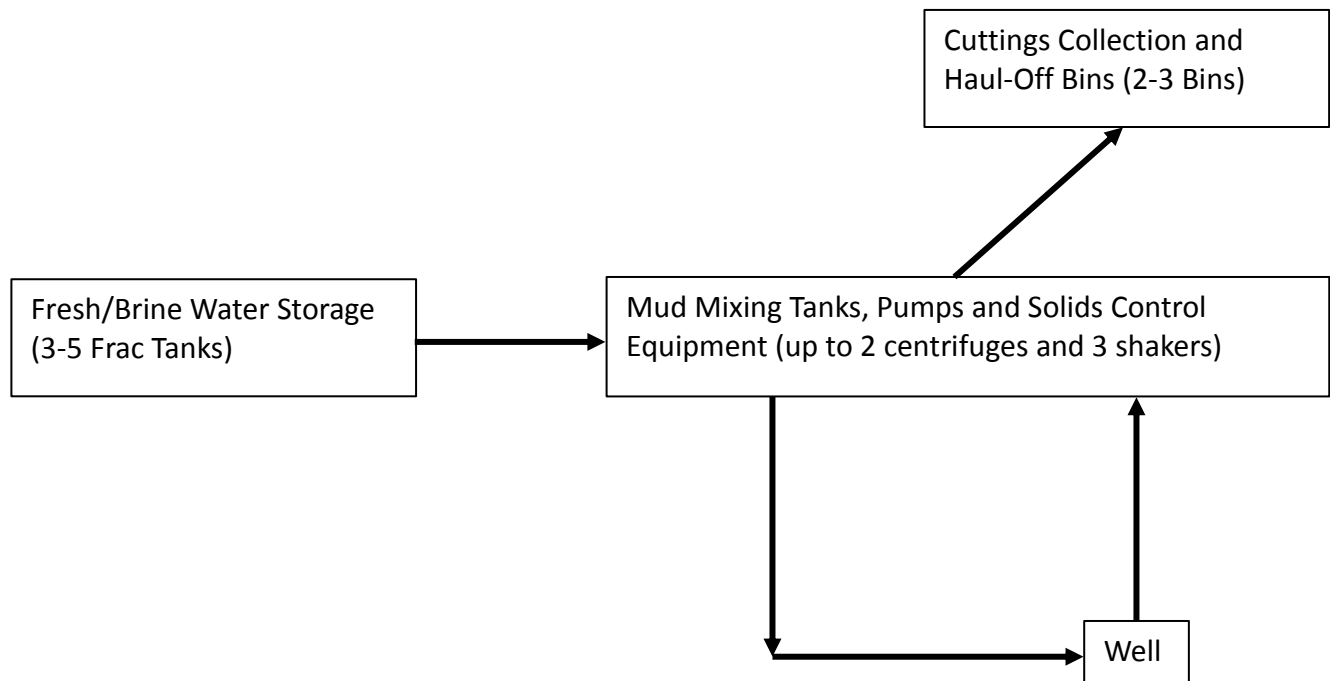 Cuttings Collection and
Haul-Off Bins (2-3 Bins)
Fresh/Brine Water Storage
(3-5 Frac Tanks)
Mud Mixing Tanks, Pumps and Solids Control
Equipment (up to 2 centrifuges and 3 shakers)
Well